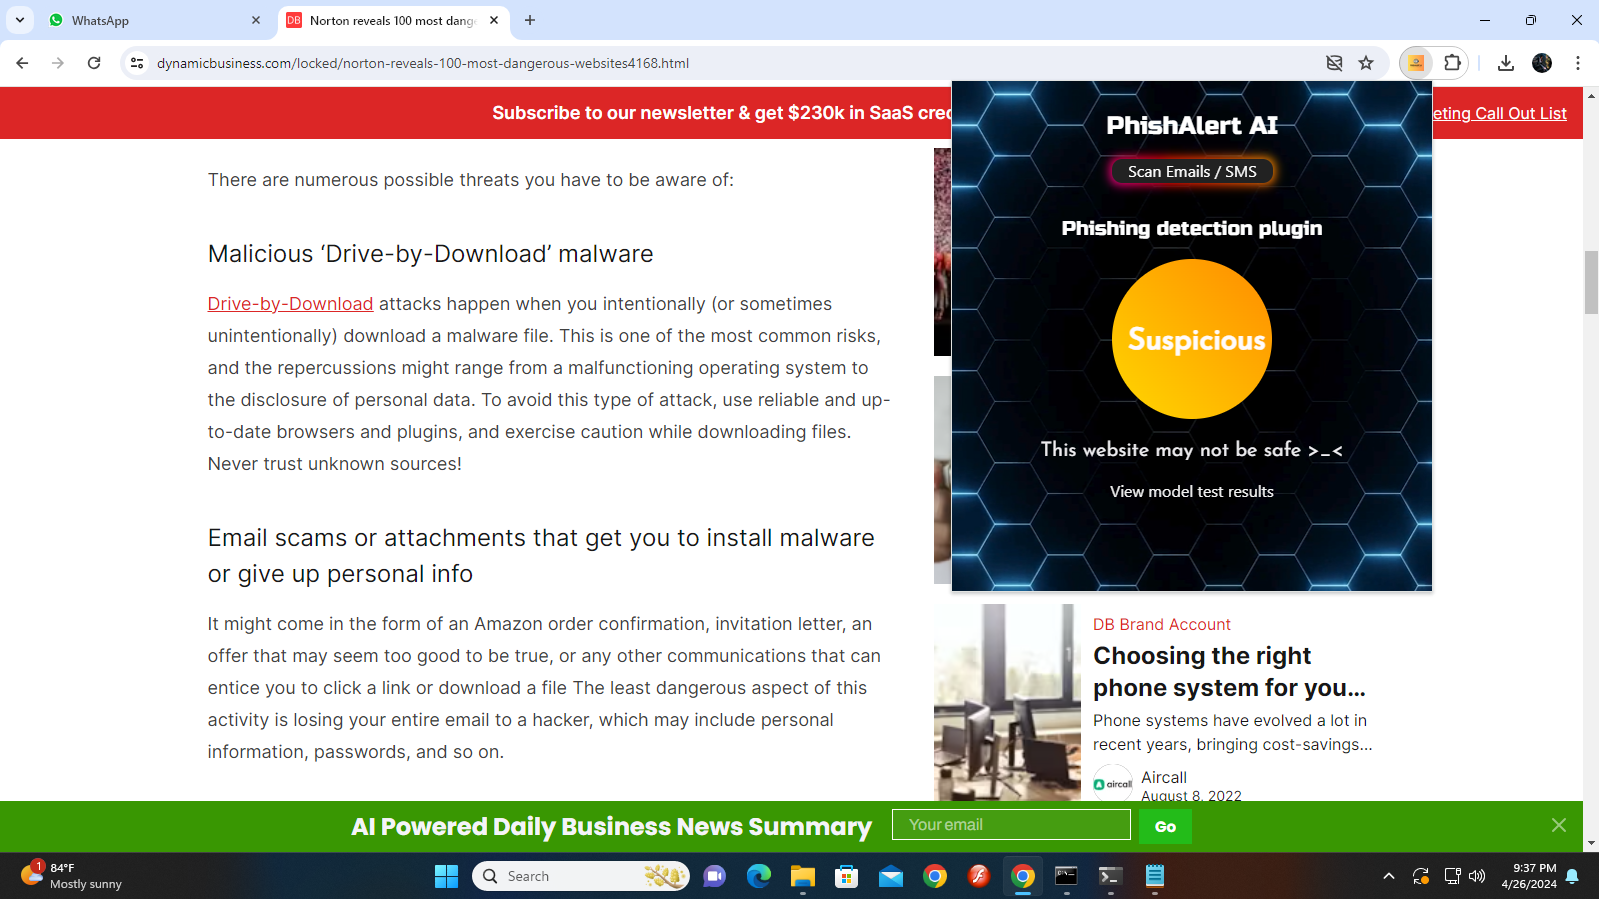 WhatsApp
DB
Norton reveals 100 most dang
dynamicbusiness.com/locked/norton-reveals-100-most-dangerous-websites4168.html
Subscribe to our newsletter & get $230k in SaaS cre
eting Call Out List
There are numerous possible threats you have to be aware of:
Malicious ‘Drive-by-Download’ malware
Drive-by-Download attacks happen when you intentionally (or sometimes
unintentionally) download a malware file. This is one of the most common risks,
and the repercussions might range from a malfunctioning operating system to
the disclosure of personal data. To avoid this type of attack, use reliable and up-
to-date browsers and plugins, and exercise caution while downloading files.
Never trust unknown sources!
Email scams or attachments that get you to install malware
or give up personal info
It might come in the form of an Amazon order confirmation, invitation letter, an
offer that may seem too good to be true, or any other communications that can
entice you to click a link or download a file The least dangerous aspect of this
activity is losing your entire email to a hacker, which may include personal
information, passwords, and so on.
PhishAlert AI
Scan Emails / SMS
Phishing detection plugin
Suspicious
This website may not be safe >_<
View model test results
DB Brand Account
Choosing the right
phone system for you...
Phone systems have evolved a lot in
recent years, bringing cost-savings...
aircall
Aircall
August 8, 2022
AI Powered Daily Business News Summary
Your email
Go
1
84°F
Mostly sunny
Search
9:37 PM
4/26/2024